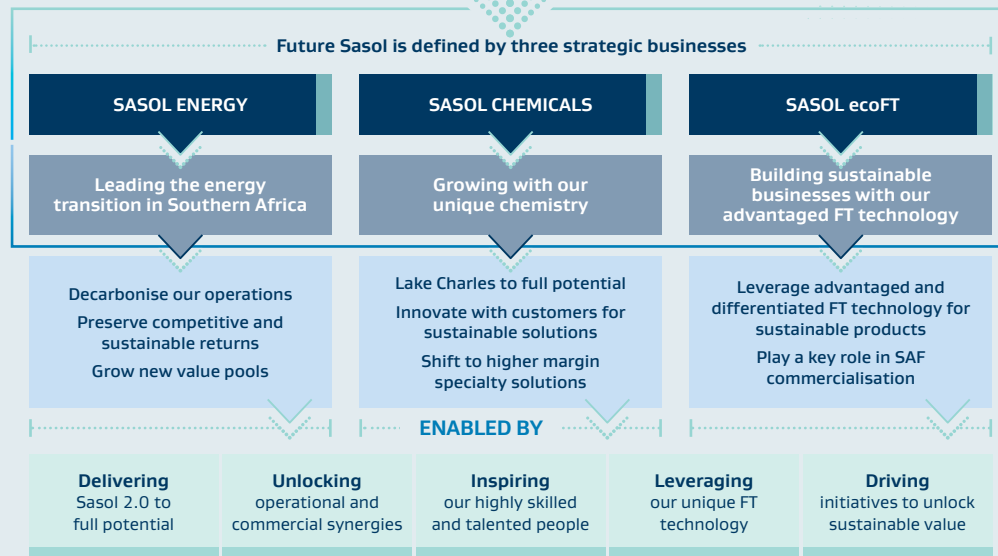 Future Sasol is defined by three strategic businesses
SASOL ENERGY
Leading the energy
transition in Southern Africa
Decarbonise our operations
Preserve competitive and
sustainable returns
Grow new value pools
SASOL CHEMICALS
Growing with our
unique chemistry
Lake Charles to full potential
Innovate with customers for
sustainable solutions
Shift to higher margin
specialty solutions
SASOL ecoFT
Building sustainable
businesses with our
advantaged FT technology
Leverage advantaged and
differentiated FT technology for
sustainable products
Play a key role in SAF
commercialisation
ENABLED BY
Delivering
Sasol 2.0 to
full potential
Unlocking
operational and
commercial synergies
Inspiring
our highly skilled
and talented people
Leveraging
our unique FT
technology
Driving
initiatives to unlock
sustainable value